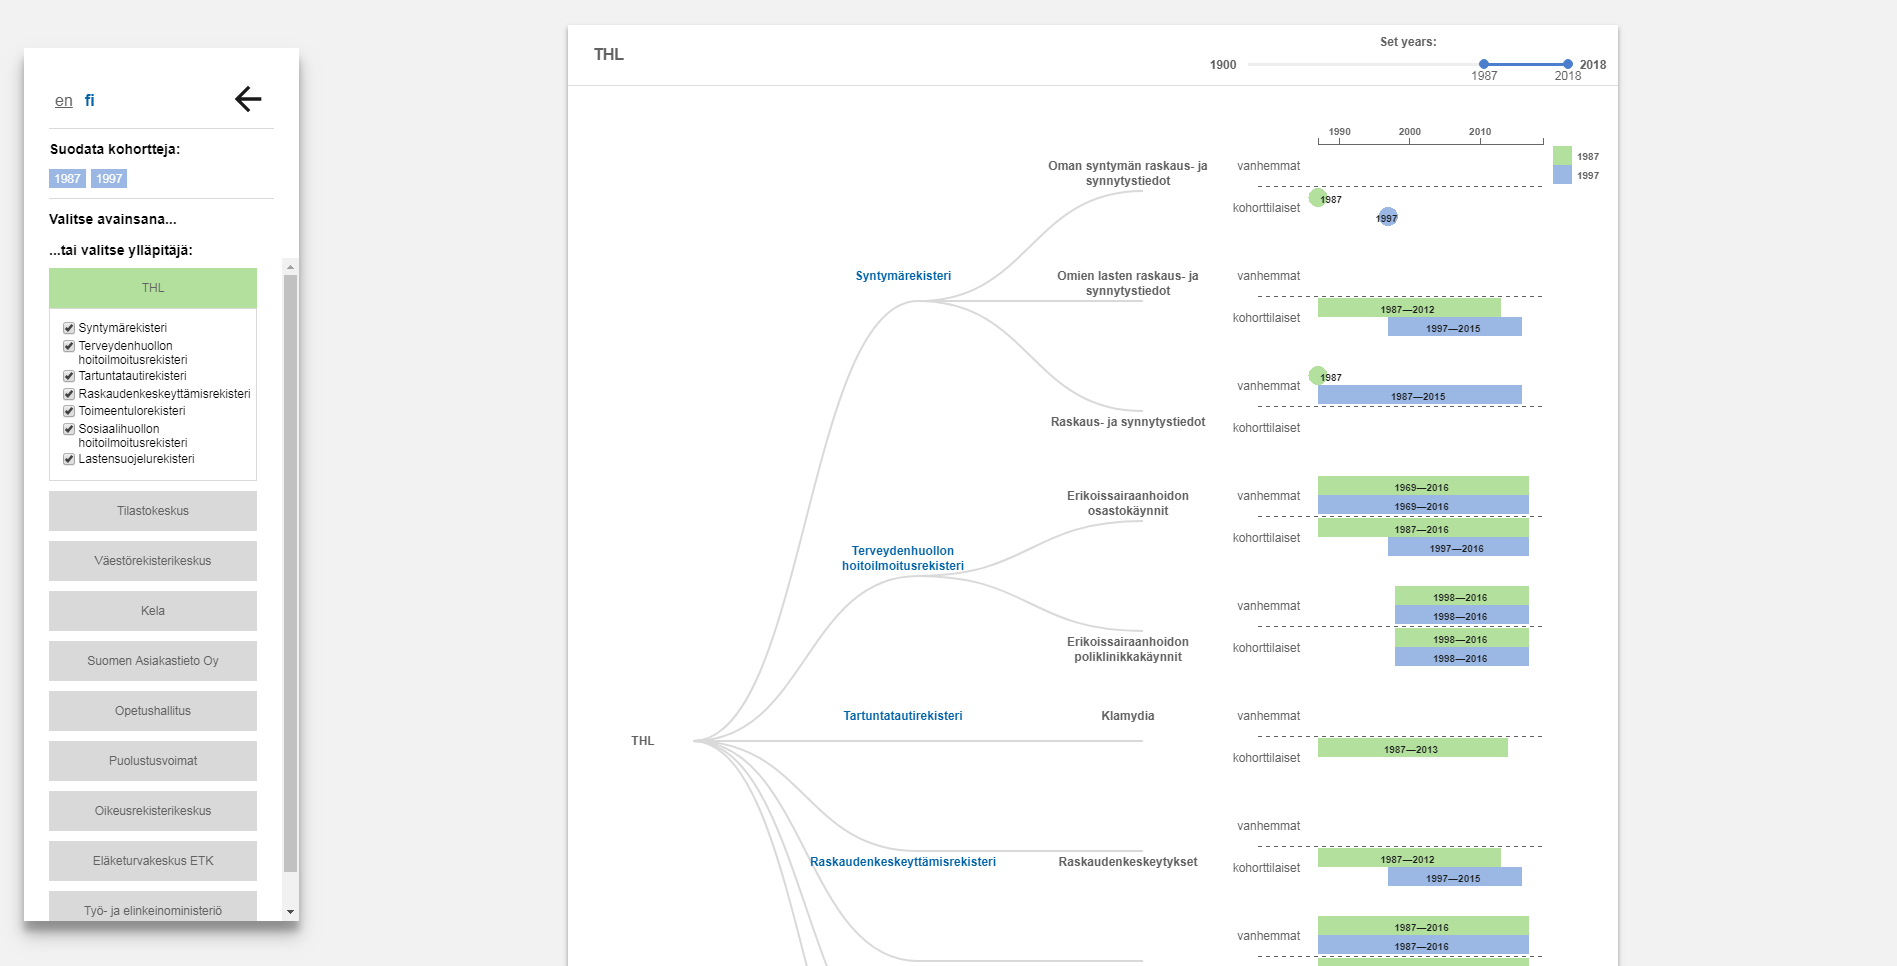 en fi
Suodata kohortteja:
1987 1997
Valitse avainsana...
...tai valitse ylläpitäjä:
THL
Syntymärekisteri
Terveydenhuollon
hoitoilmoitusrekisteri
Tartuntatautirekisteri
Raskaudenkeskeyttämisrekisteri
Toimeentulorekisteri
Sosiaalihuollon
hoitoilmoitusrekisteri
Lastensuojelurekisteri
Tilastokeskus
Väestörekisterikeskus
Kela
Suomen Asiakastieto Oy
Opetushallitus
Puolustusvoimat
Oikeusrekisterikeskus
Eläketurvakeskus ETK
Työ- ja elinkeinoministeriö
THL
Set years:
1900 2018
1987 2018
1990 2000 2010
1987
1997
THL
Syntymärekisteri
Oman syntymän raskaus- ja
synnytystiedot
vanhemmat
kohorttilaiset
1987
1997
Omien lasten raskaus- ja
synnytystiedot
vanhemmat
kohorttilaiset
1987—2012
1997—2015
Raskaus- ja synnytystiedot
vanhemmat
1987
1987—2015
kohorttilaiset
Terveydenhuollon
hoitoilmoitusrekisteri
Erikoissairaanhoidon
osastokäynnit
vanhemmat
1969—2016
1969—2016
kohorttilaiset
1987—2016
1997—2016
Erikoissairaanhoidon
poliklinikkakäynnit
vanhemmat
1998—2016
1998—2016
kohorttilaiset
1998—2016
1998—2016
Tartuntatautirekisteri
Klamydia
vanhemmat
kohorttilaiset
1987—2013
Raskaudenkeskeyttämisrekisteri
Raskaudenkeskeytykset
vanhemmat
kohorttilaiset
1987—2012
1997—2015
vanhemmat
1987—2016
1987—2016